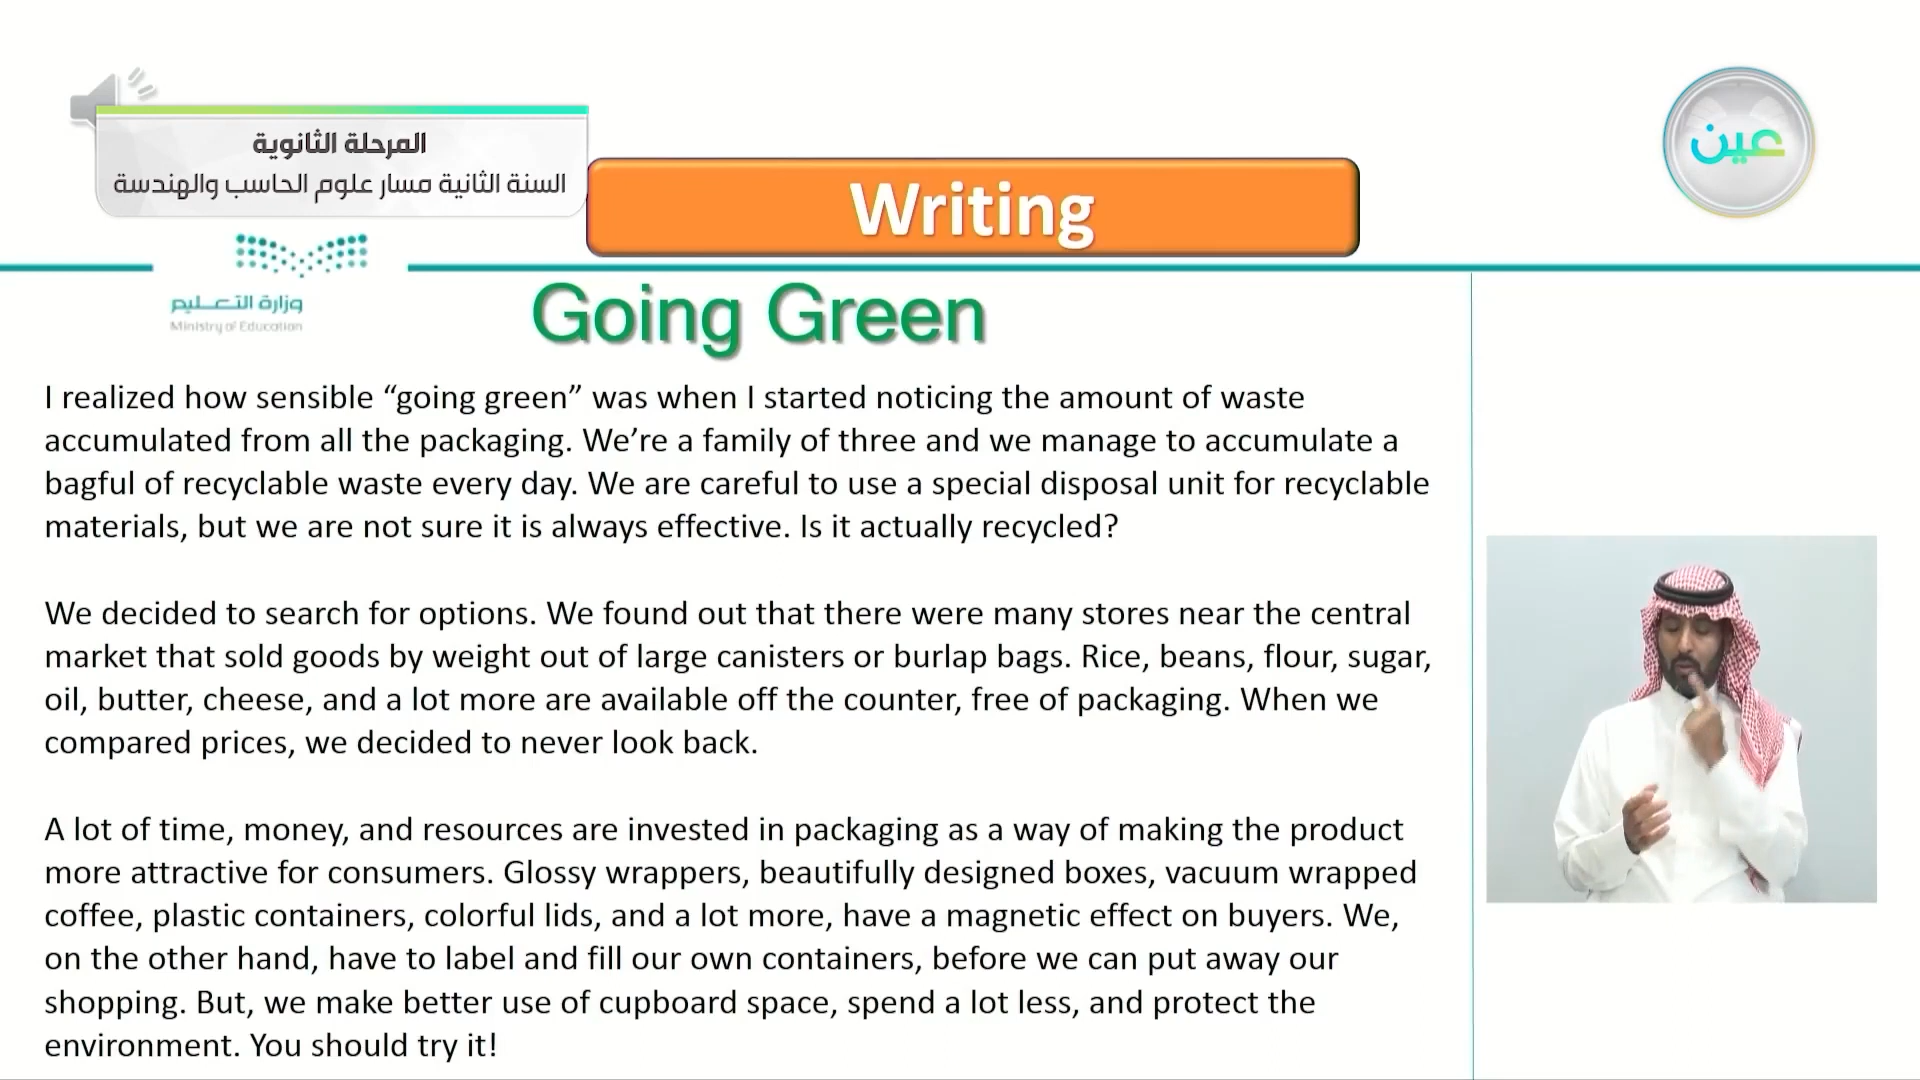 المرحلة الثانوية
السنة الثانية مسار علوم الحاسب والهندسة
عين
Writing
وزارة التعليم
Ministry of Education
Going Green
I realized how sensible “going green” was when I started noticing the amount of waste
accumulated from all the packaging. We’re a family of three and we manage to accumulate a
bagful of recyclable waste every day. We are careful to use a special disposal unit for recyclable
materials, but we are not sure it is always effective. Is it actually recycled?
We decided to search for options. We found out that there were many stores near the central
market that sold goods by weight out of large canisters or burlap bags. Rice, beans, flour, sugar,
oil, butter, cheese, and a lot more are available off the counter, free of packaging. When we
compared prices, we decided to never look back.
A lot of time, money, and resources are invested in packaging as a way of making the product
more attractive for consumers. Glossy wrappers, beautifully designed boxes, vacuum wrapped
coffee, plastic containers, colorful lids, and a lot more, have a magnetic effect on buyers. We,
on the other hand, have to label and fill our own containers, before we can put away our
shopping. But, we make better use of cupboard space, spend a lot less, and protect the
environment. You should try it!